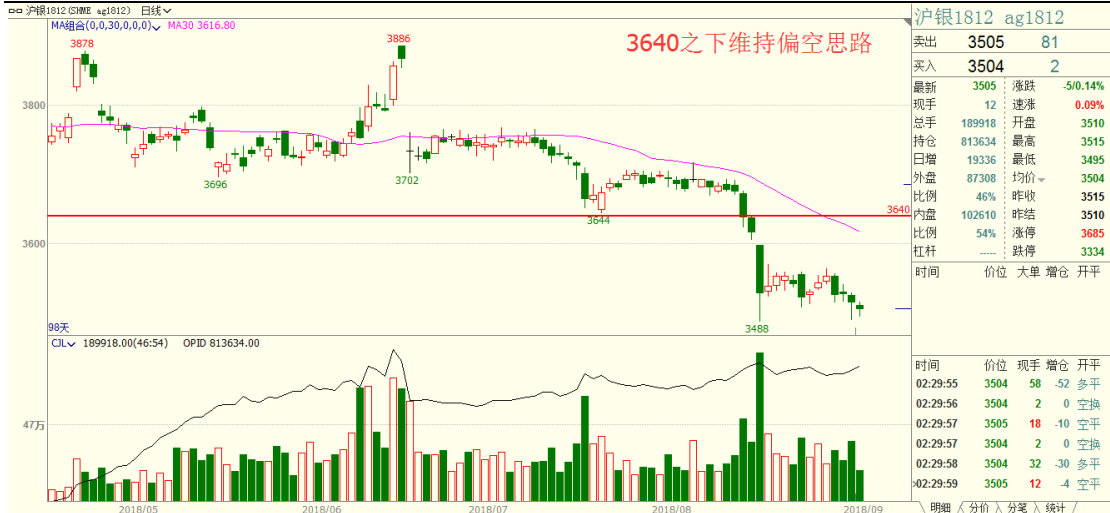 沪银1812(SHME ag1812) 日线
MA组合(0,0,30,0,0,0) MA30 3616.80
3640之下维持偏空思路
3878
3886
3800
3696
3702
3644
3640
3600
3488
98天
CJL 189918.00(46:54) OPID 813634.00
47万
2018/05 2018/06 2018/07 2018/08 2018/09
沪银1812 ag1812
卖出 3505 81
买入 3504 2
最新 3505 涨跌 -5/0.14%
现手 12 速涨 0.09%
总手 189918 开盘 3510
持仓 813634 最高 3515
日增 19336 最低 3495
外盘 87308 均价 3504
比例 46% 昨收 3515
内盘 102610 昨结 3510
比例 54% 涨停 3685
杠杆 ----- 跌停 3334
时间 价位 大单 增仓 开平
时间 价位 现手 增仓 开平
02:29:55 3504 58 -52 多平
02:29:56 3504 2 0 空换
02:29:57 3505 18 -10 空平
02:29:57 3504 2 0 空换
02:29:58 3504 32 -30 多平
02:29:59 3505 12 -4 空平
明细 分价 分笔 统计